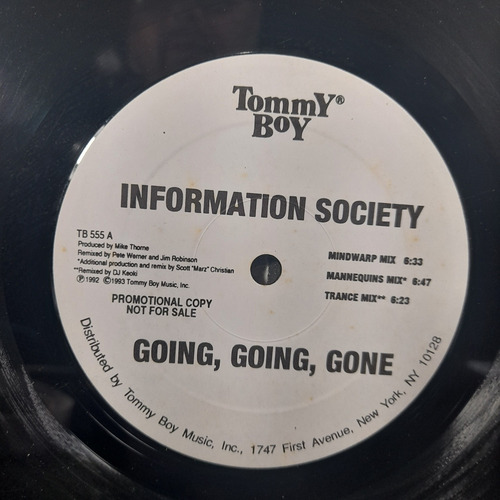 Tommy®
Boy
INFORMATION SOCIETY
TB 555 A
Produced by Mike Thorne
Remixed by Pete Warner and Jim Robinson
*Additional production and remix by Scott "Marz" Christian
**Remixed by DJ Keoki
℗1992 ©1993 Tommy Boy Music, Inc.
MINDWARP MIX 6:33
MANNEQUINS MIX* 6:47
TRANCE MIX** 6:23
PROMOTIONAL COPY
NOT FOR SALE
GOING, GOING, GONE
Distributed by Tommy Boy Music, Inc., 1747 First Avenue, New York, NY 10128